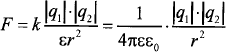 F = k |q₁|·|q₂| / εr² = 1 / 4πεε₀ · |q₁|·|q₂| / r²